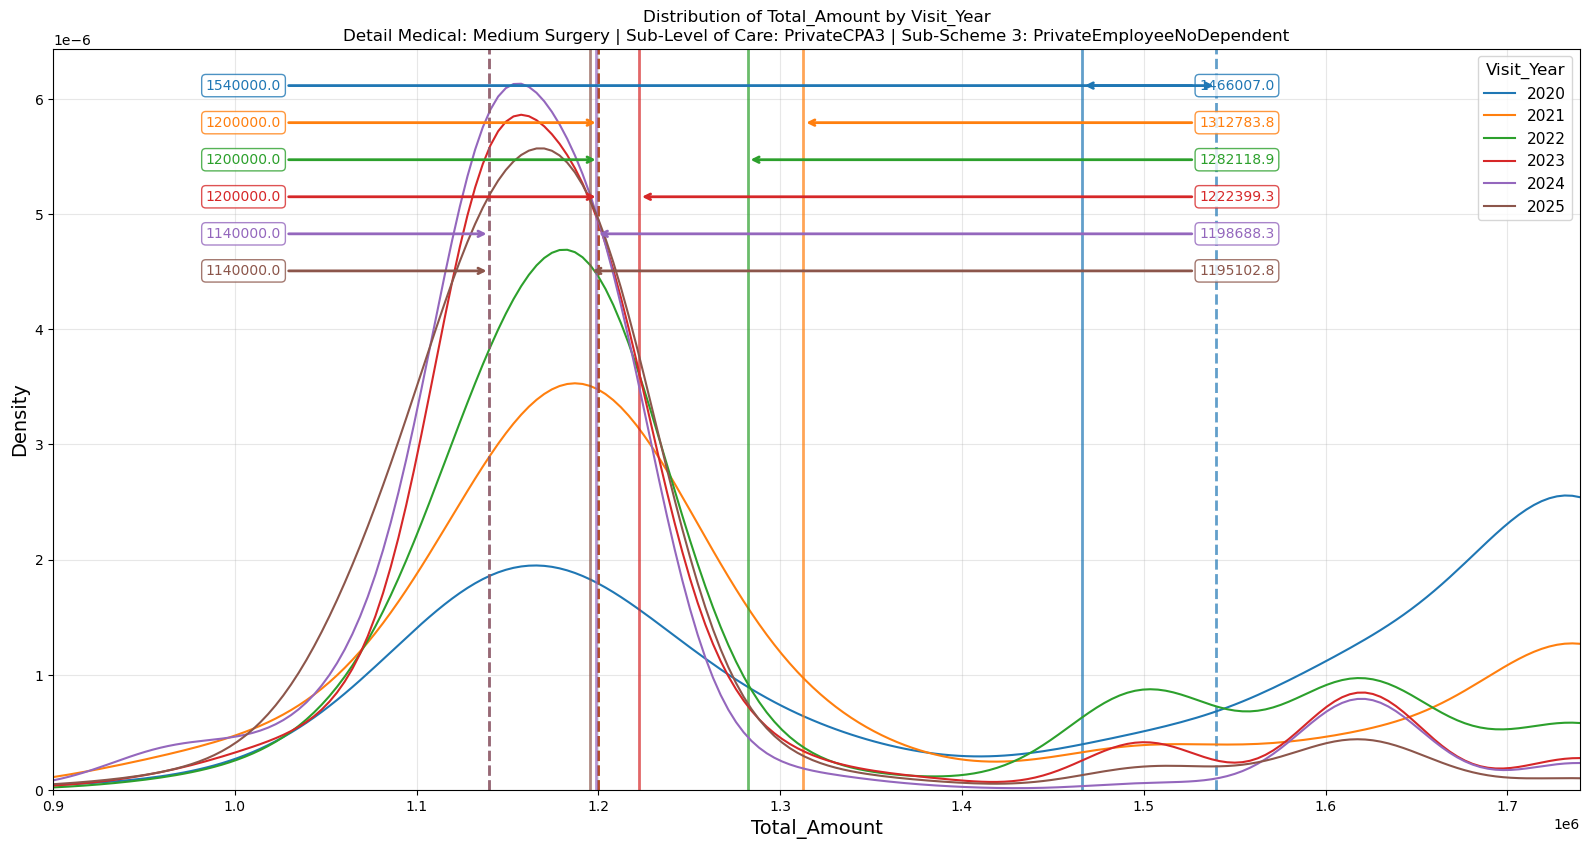 Distribution of Total_Amount by Visit_Year
Detail Medical: Medium Surgery | Sub-Level of Care: PrivateCPA3 | Sub-Scheme 3: PrivateEmployeeNoDependent
1e−6
Visit_Year
2020
2021
2022
2023
2024
2025
1540000.0 1466007.0
1200000.0 1312783.8
1200000.0 1282118.9
1200000.0 1222399.3
1140000.0 1198688.3
1140000.0 1195102.8
6
5
4
3
2
1
0
Density
0.9 1.0 1.1 1.2 1.3 1.4 1.5 1.6 1.7
1e6
Total_Amount